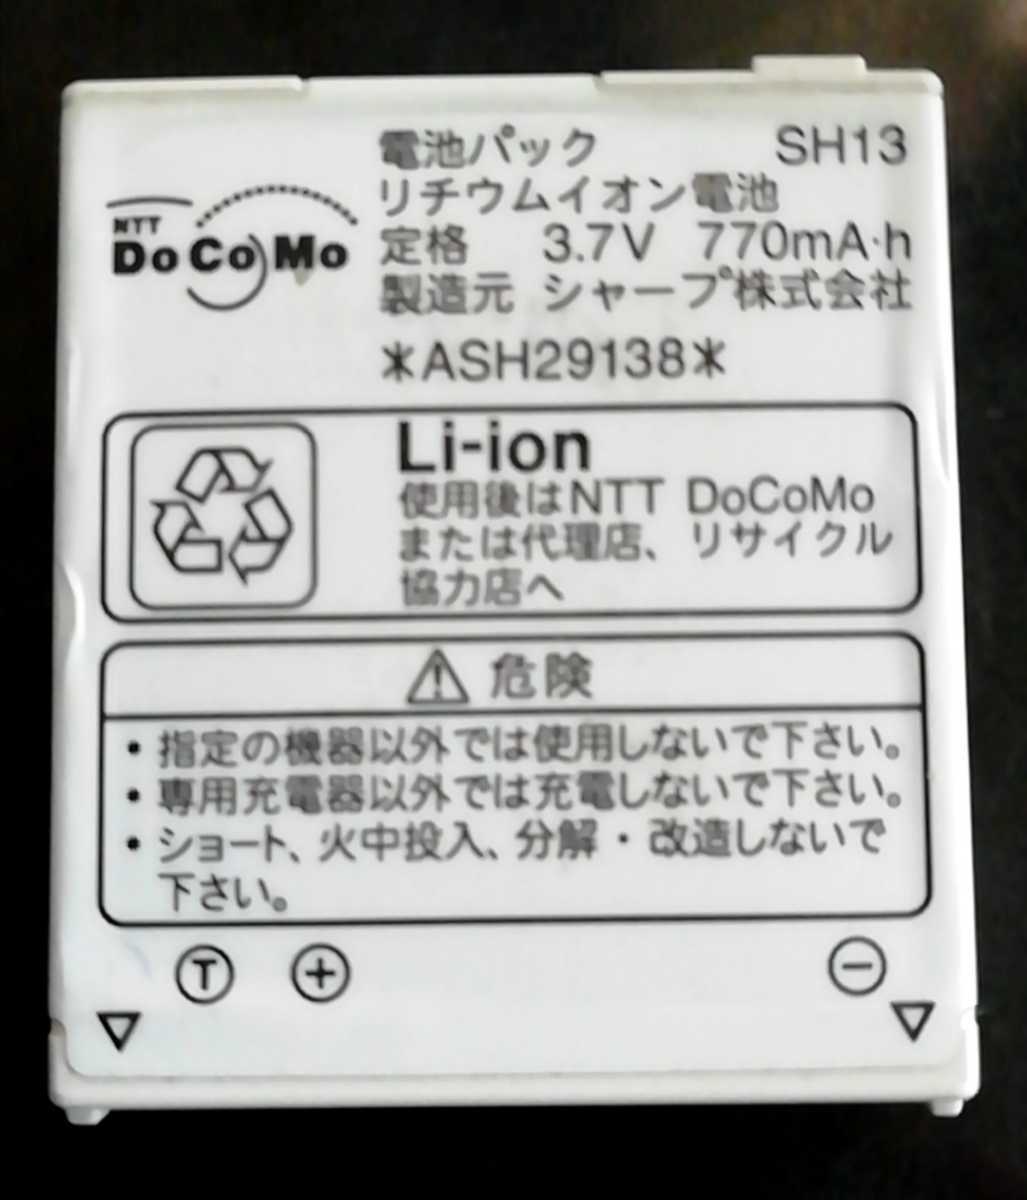 電池パック SH13
リチウムイオン電池
NTT
DoCoMo
定格 3.7V 770mA·h
製造元 シャープ株式会社
*ASH29138*
Li-ion
使用後はNTT DoCoMo
または代理店、リサイクル
協力店へ
危険
・指定の機器以外では使用しないで下さい。
・専用充電器以外では充電しないで下さい。
・ショート、火中投入、分解・改造しないで
下さい。
T + −